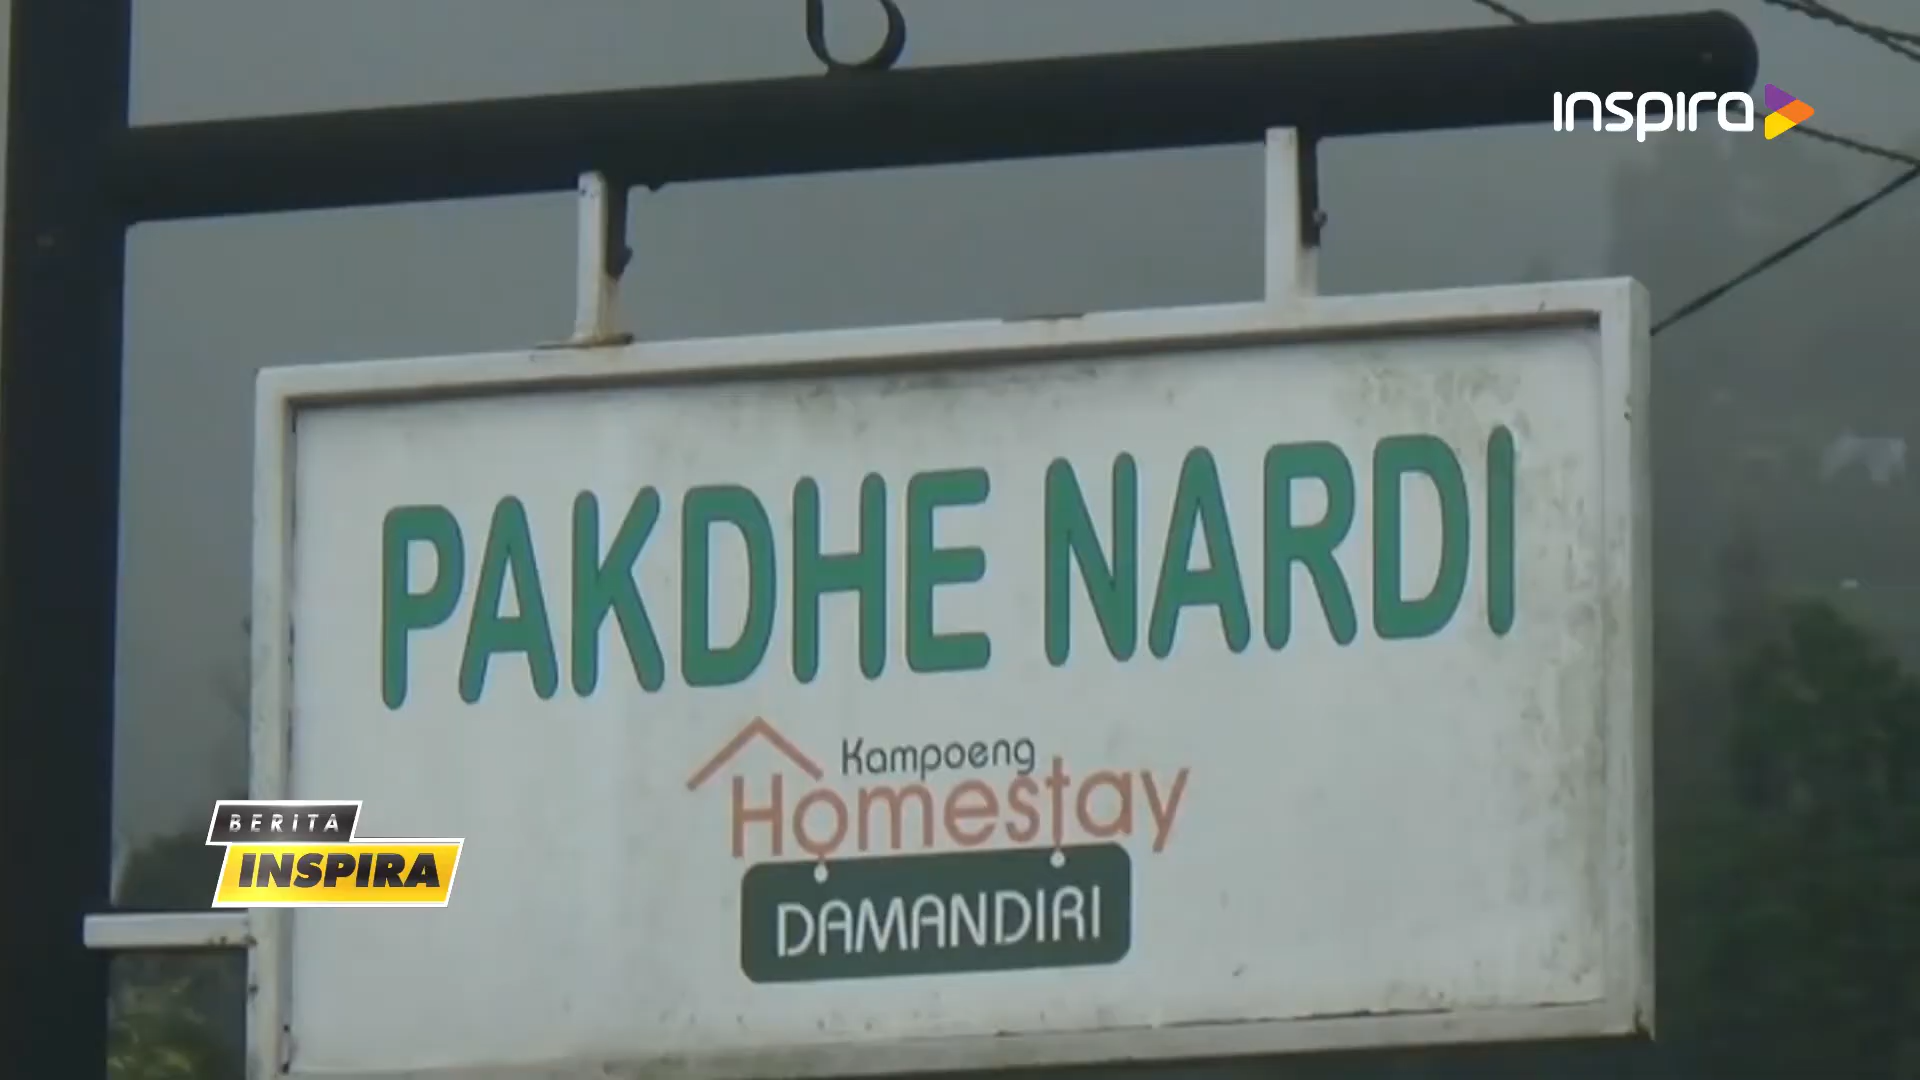 inspira
PAKDHE NARDI
Kampoeng
Homestay
DAMANDIRI
BERITA
INSPIRA